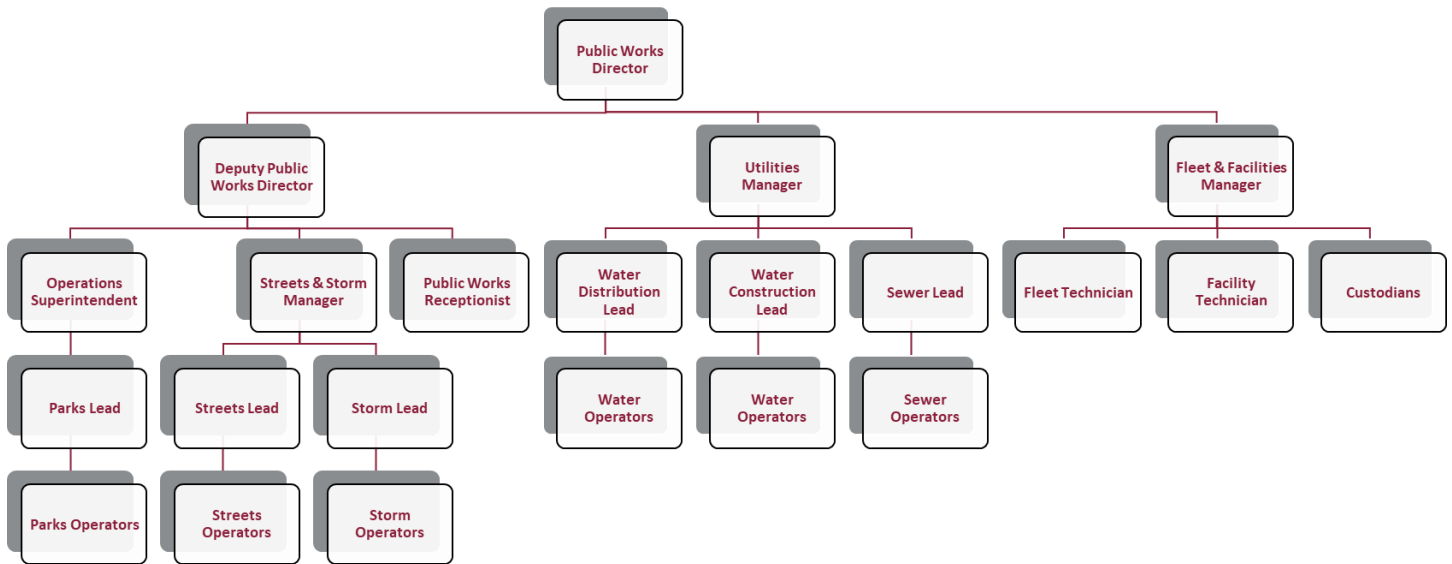 Public Works
Director
Deputy Public
Works Director
Utilities
Manager
Fleet & Facilities
Manager
Operations
Superintendent
Streets & Storm
Manager
Public Works
Receptionist
Water
Distribution
Lead
Water
Construction
Lead
Sewer Lead
Fleet Technician
Facility
Technician
Custodians
Parks Lead
Streets Lead
Storm Lead
Water
Operators
Water
Operators
Sewer
Operators
Parks Operators
Streets
Operators
Storm
Operators